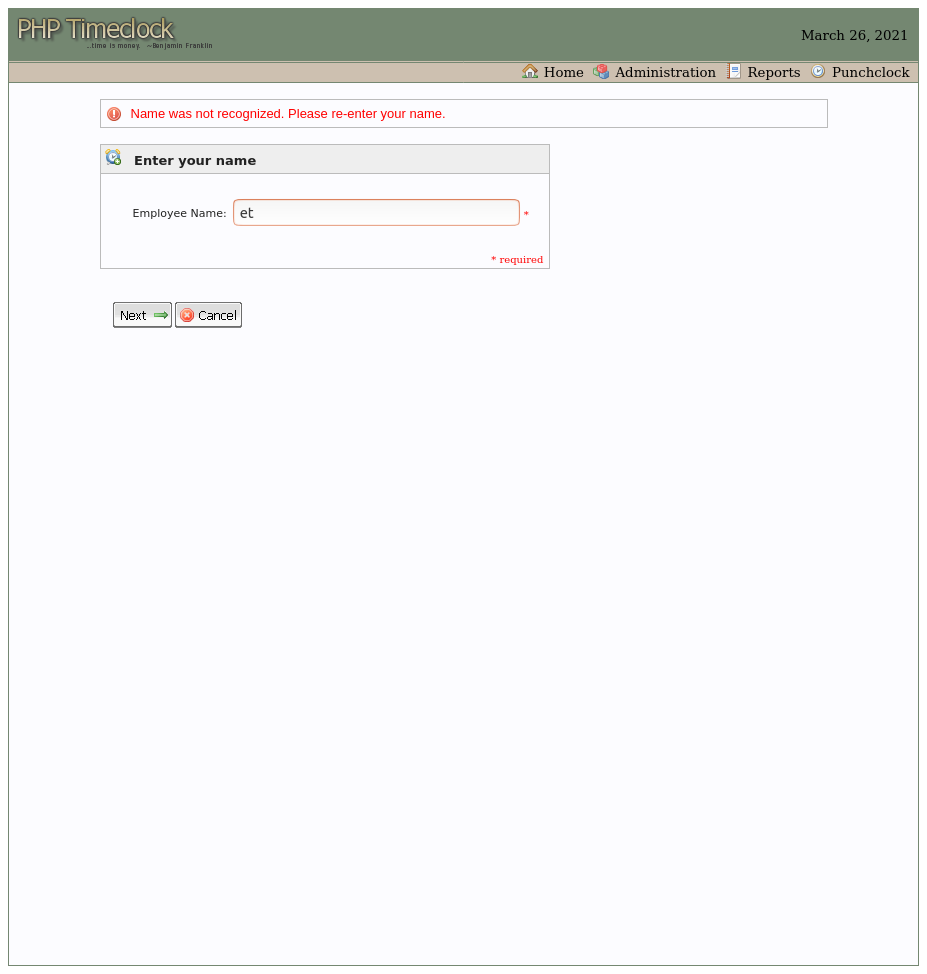 PHP Timeclock
...time is money. —Benjamin Franklin
March 26, 2021
Home Administration Reports Punchclock
Name was not recognized. Please re-enter your name.
Enter your name
Employee Name: et *
* required
Next Cancel